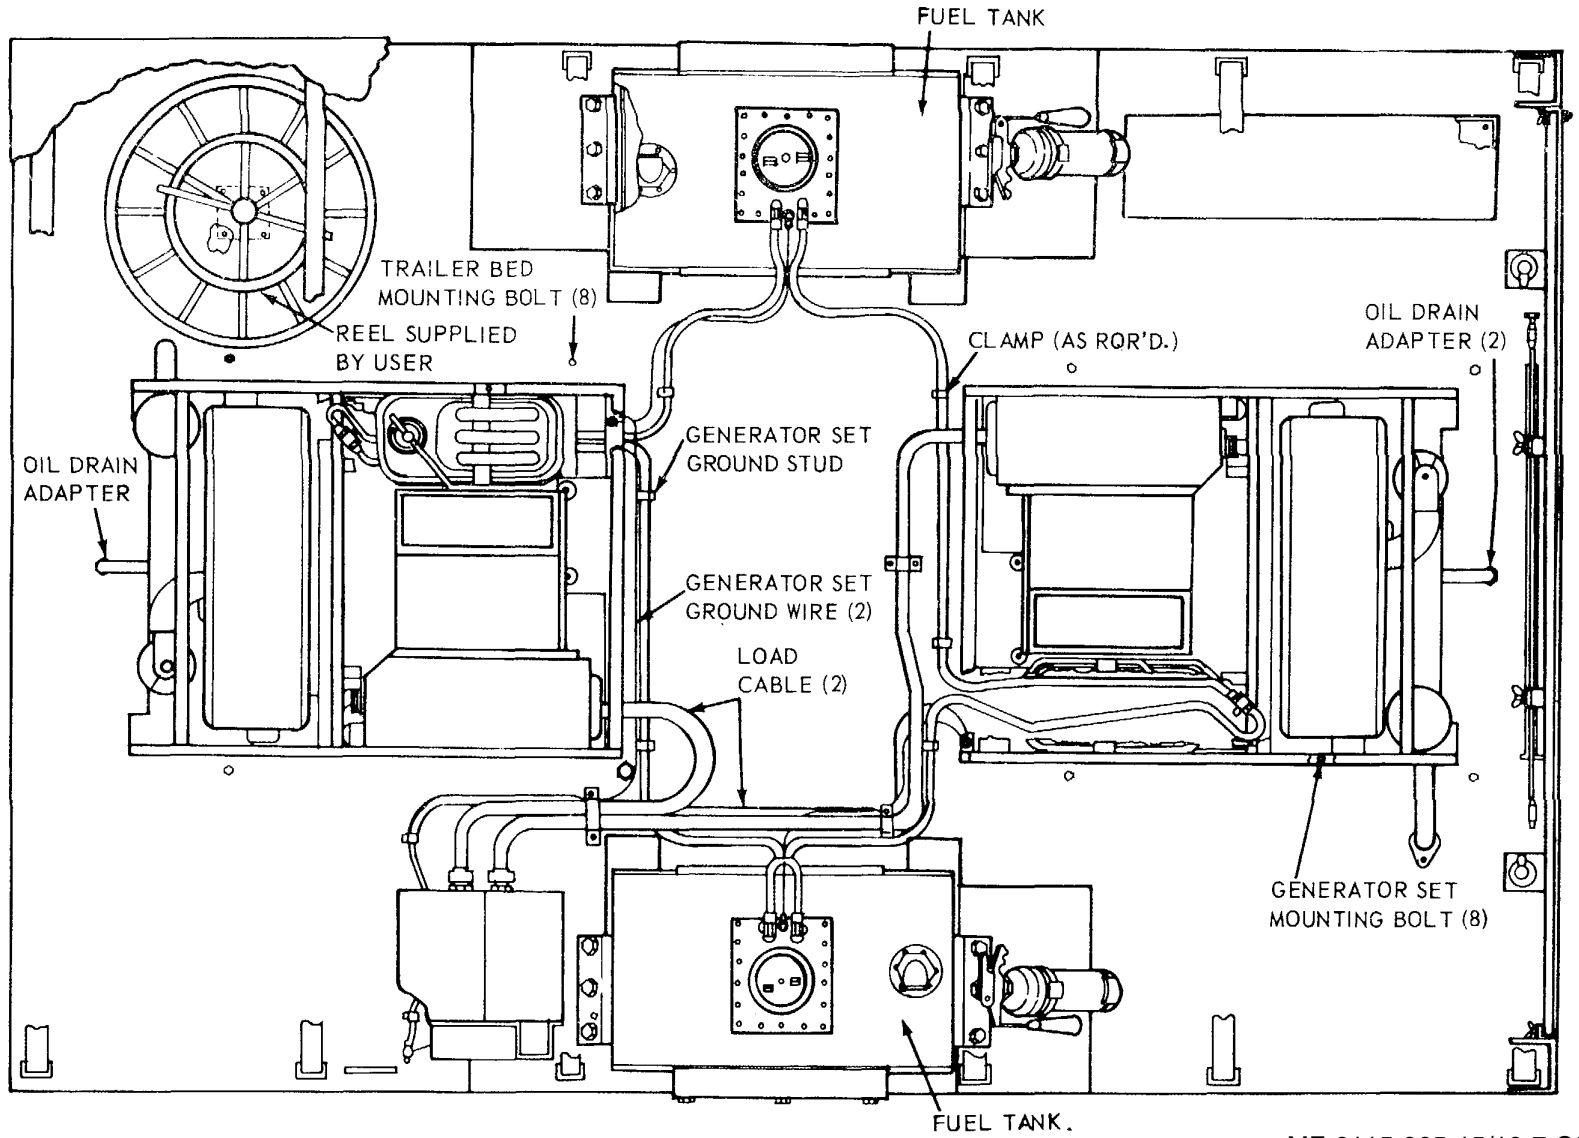 FUEL TANK
TRAILER BED
MOUNTING BOLT (8)
REEL SUPPLIED
BY USER
CLAMP (AS RQR'D.)
OIL DRAIN
ADAPTER (2)
GENERATOR SET
GROUND STUD
OIL DRAIN
ADAPTER
GENERATOR SET
GROUND WIRE (2)
LOAD
CABLE (2)
GENERATOR SET
MOUNTING BOLT (8)
FUEL TANK.